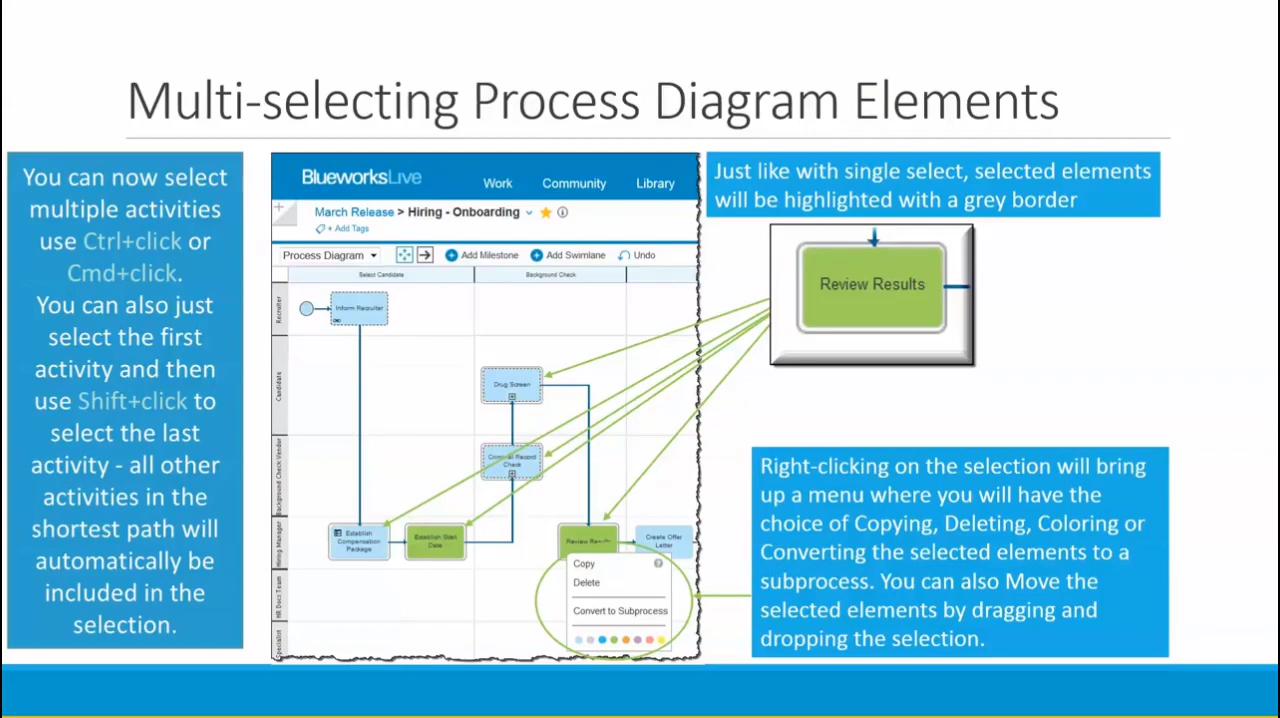 Multi-selecting Process Diagram Elements
You can now select
multiple activities
use Ctrl+click or
Cmd+click.
You can also just
select the first
activity and then
use Shift+click to
select the last
activity - all other
activities in the
shortest path will
automatically be
included in the
selection.
BlueworksLive
Work Community Library
March Release > Hiring - Onboarding
+ Add Tags
Process Diagram
Add Milestone
Add Swimlane
Undo
Select Candidate
Background Check
Recruiter
Inform Recruiter
Candidate
Drug Screen
Background Check Vendor
Criminal Record
Check
Hiring Manager
Establish
Compensation
Package
Establish Start
Date
Review Results
Create Offer
Letter
HR Docs Team
Specialist
Copy
Delete
Convert to Subprocess
Just like with single select, selected elements
will be highlighted with a grey border
Review Results
Right-clicking on the selection will bring
up a menu where you will have the
choice of Copying, Deleting, Coloring or
Converting the selected elements to a
subprocess. You can also Move the
selected elements by dragging and
dropping the selection.